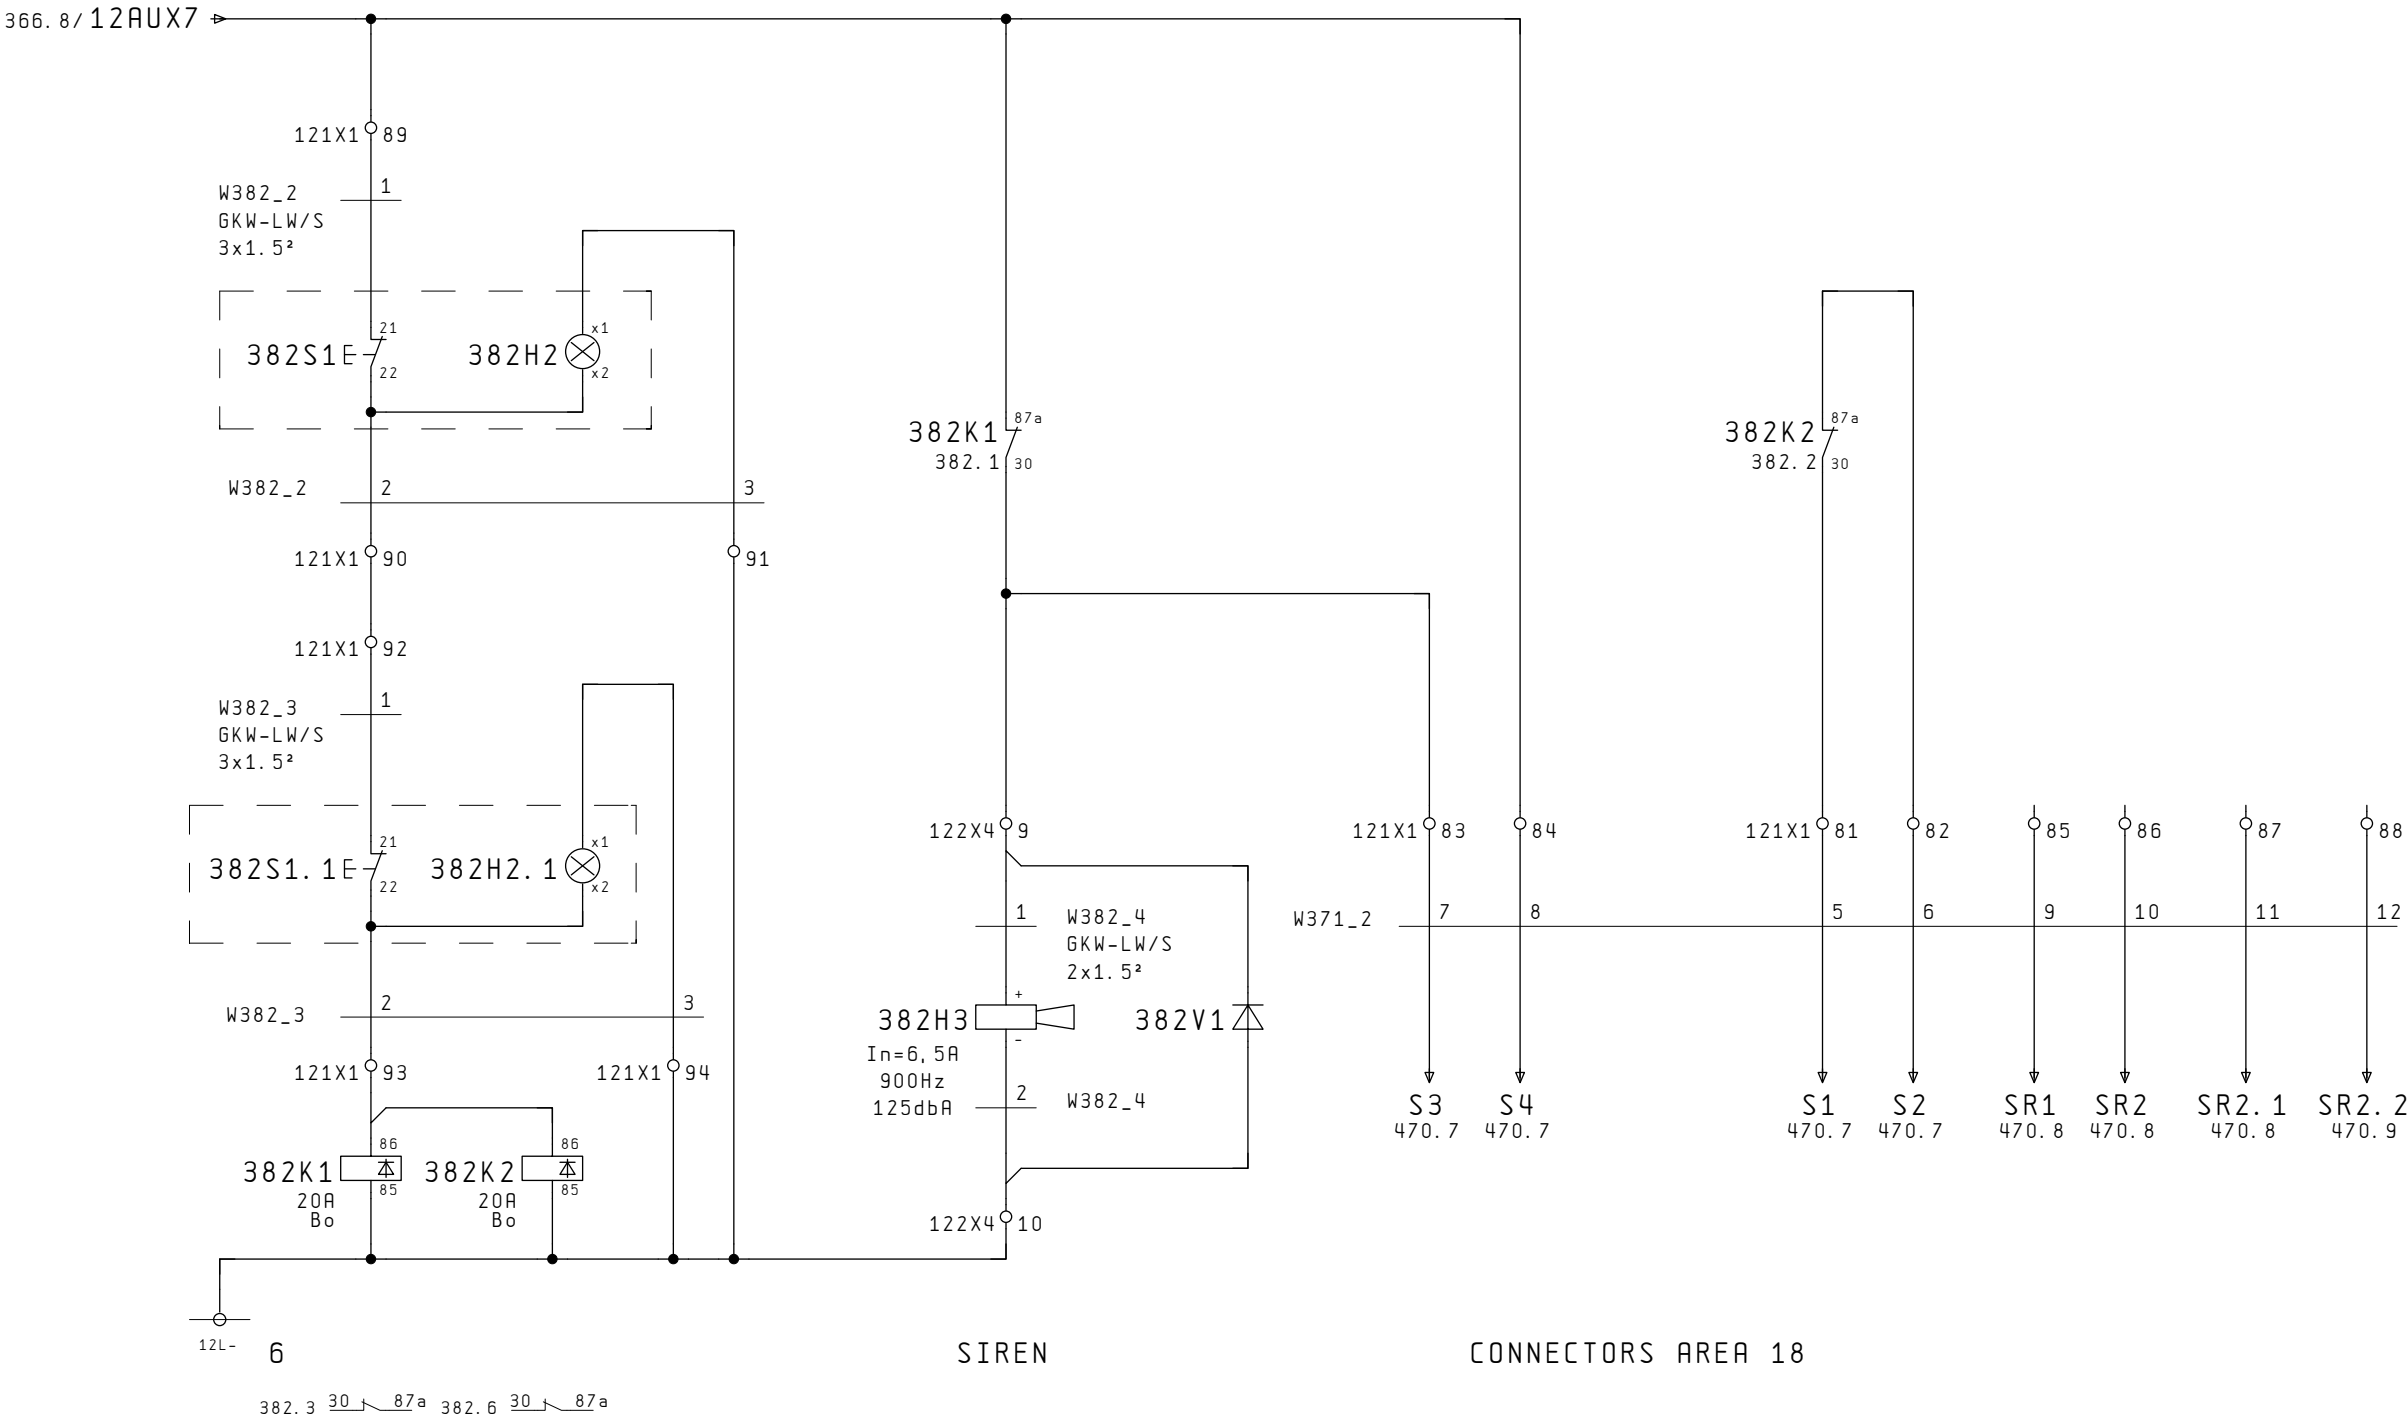 366.8/12AUX7
121X1 89
W382_2 1
GKW-LW/S
3x1.5²
21
382S1 382H2 x1
22 x2
382K1 87a
382.1 30
382K2 87a
382.2 30
W382_2 2 3
121X1 90 91
121X1 92
W382_3 1
GKW-LW/S
3x1.5²
122X4 9 121X1 83 84 121X1 81 82 85 86 87 88
21 x1
382S1.1 382H2.1
22 x2
1 W382_4 W371_2 7 8 5 6 9 10 11 12
GKW-LW/S
2x1.5²
W382_3 2 3
+
382H3 382V1
-
In=6,5A
900Hz
125dbA
2 W382_4
121X1 93 121X1 94
S3 S4 S1 S2 SR1 SR2 SR2.1 SR2.2
470.7 470.7 470.7 470.7 470.8 470.8 470.8 470.9
86 86
382K1 382K2
85 85
20A 20A
Bo Bo
122X4 10
12L-
6 SIREN CONNECTORS AREA 18
382.3 30 87a 382.6 30 87a